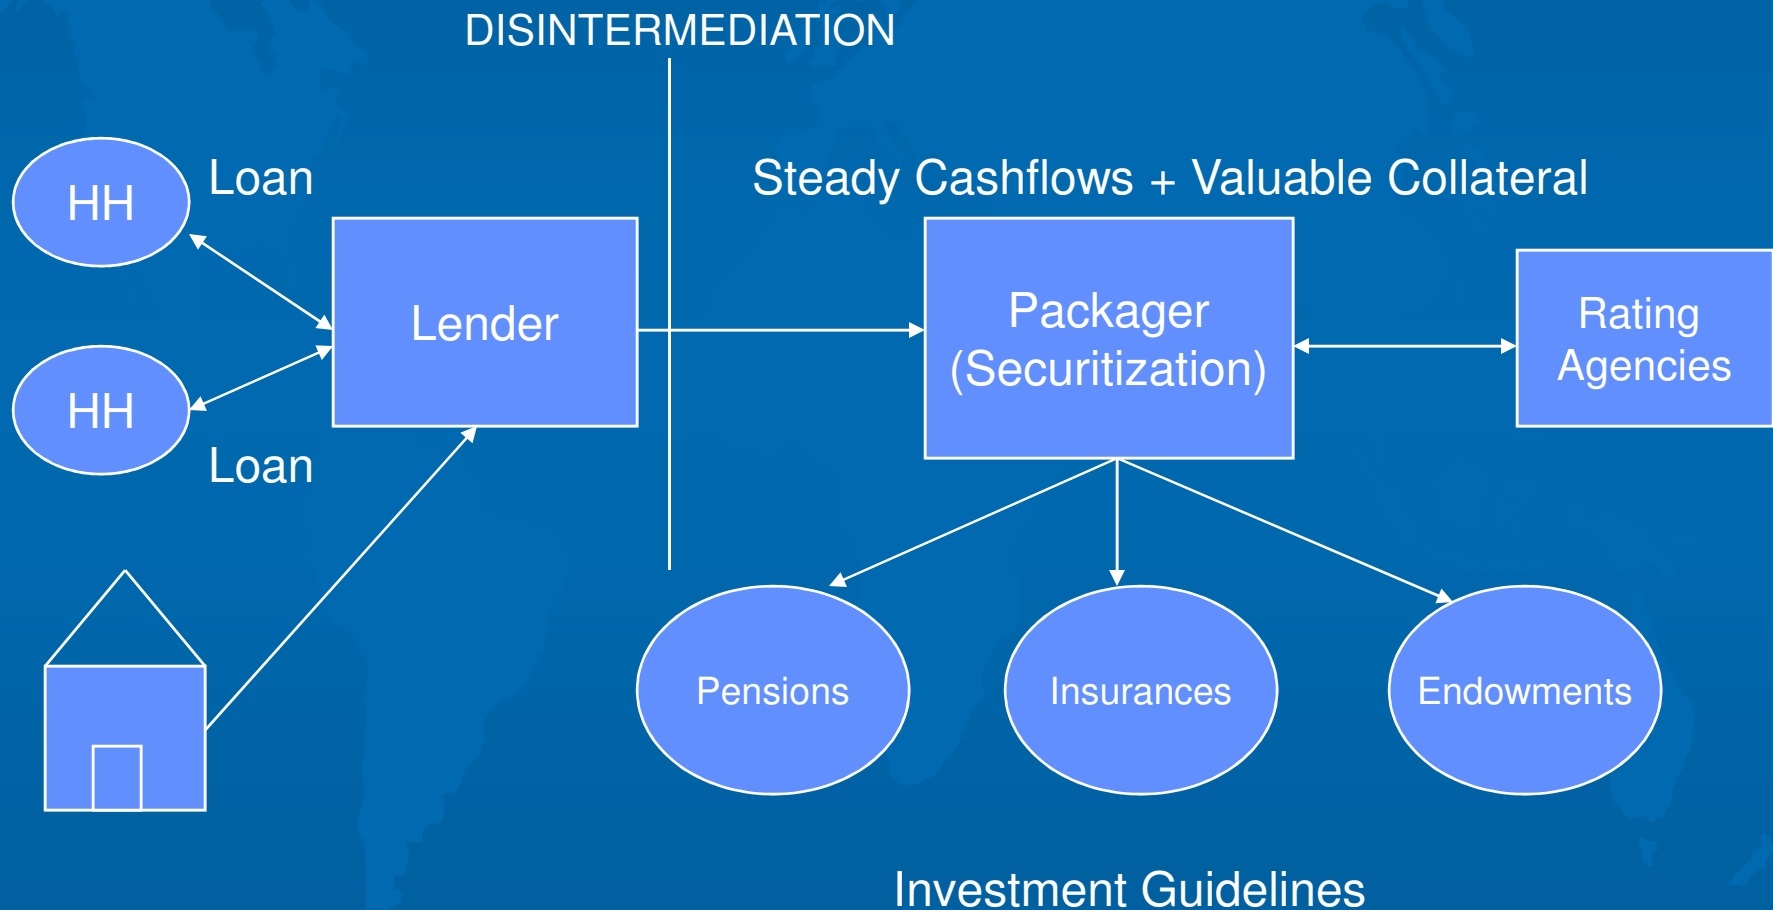 DISINTERMEDIATION
HH
Loan
Steady Cashflows + Valuable Collateral
Lender
Packager
(Securitization)
Rating
Agencies
HH
Loan
Pensions
Insurances
Endowments
Investment Guidelines